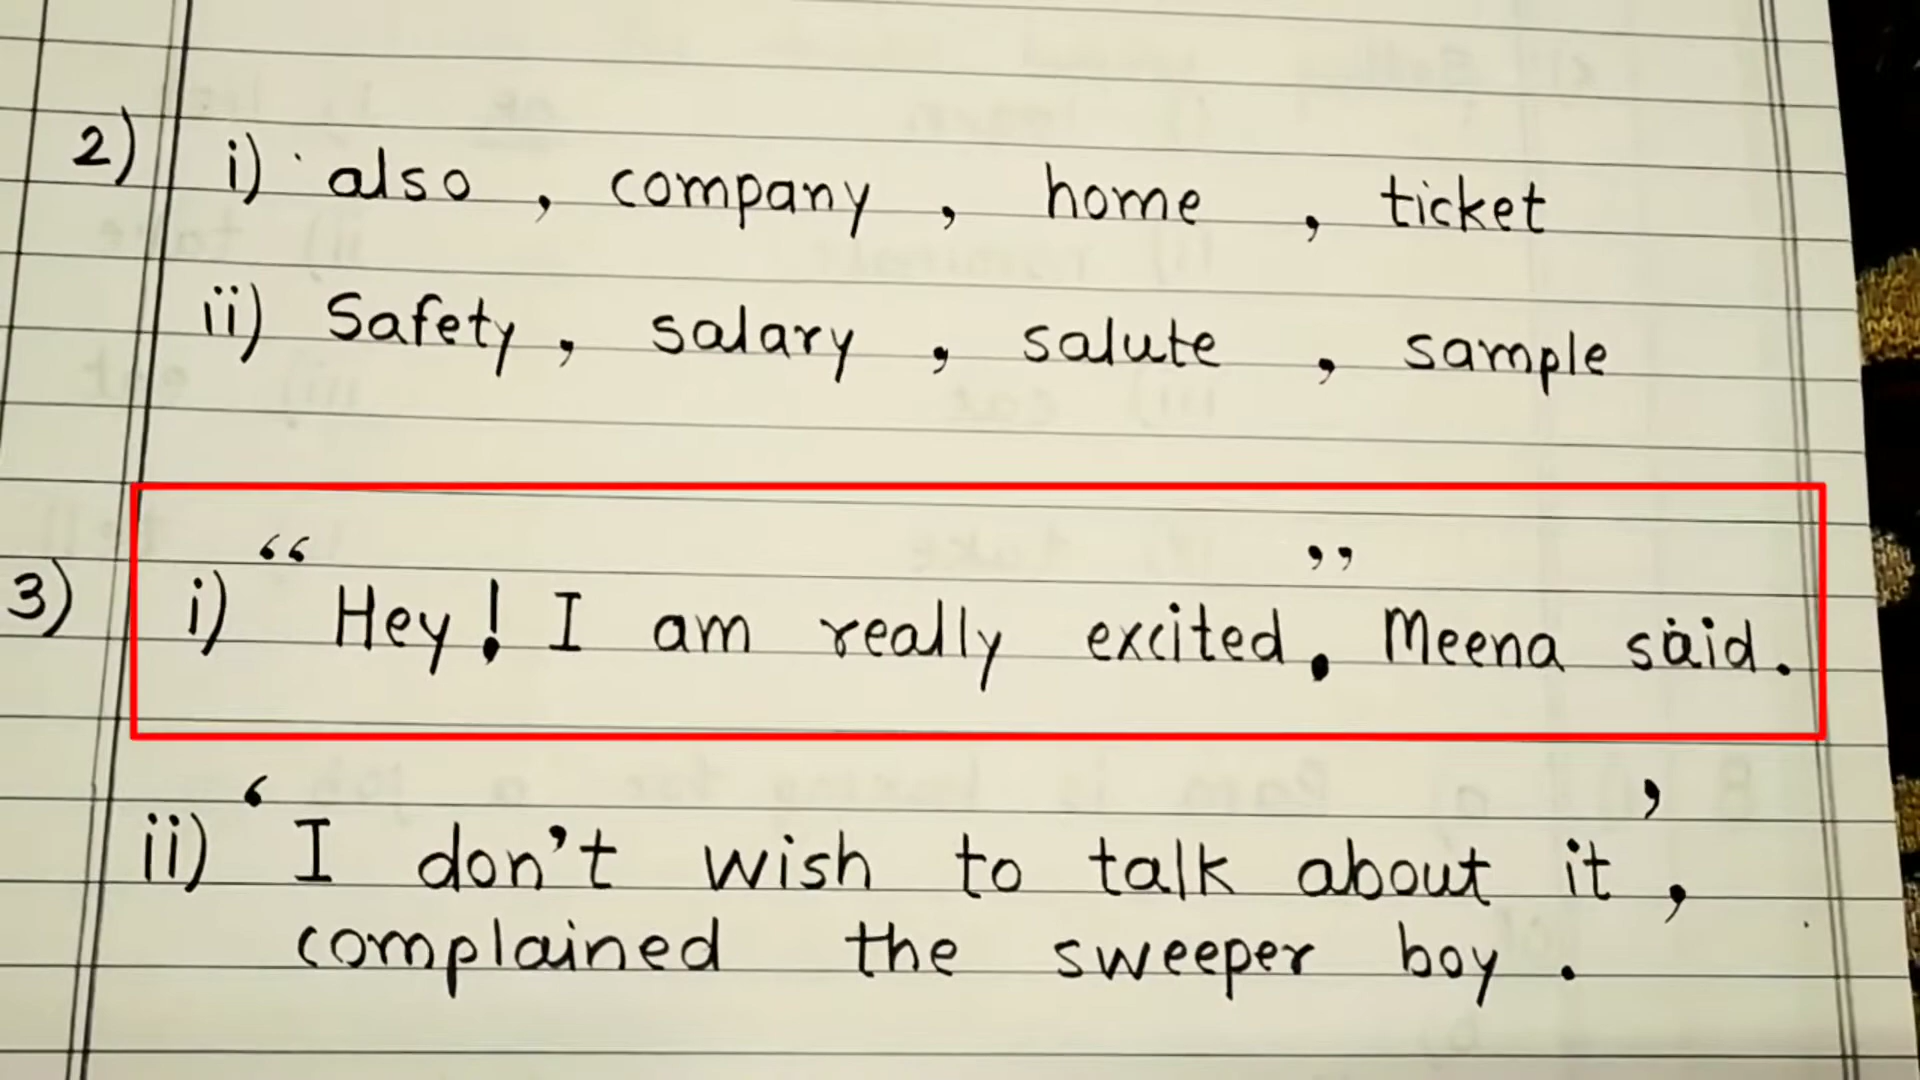 2) i) also , company , home , ticket
ii) Safety , salary , salute , sample
3) i) “Hey! I am really excited.” Meena said.
ii) ‘I don't wish to talk about it’,
complained the sweeper boy .